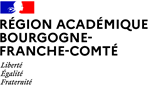 RÉGION ACADÉMIQUE
BOURGOGNE-
FRANCHE-COMTÉ
Liberté
Égalité
Fraternité